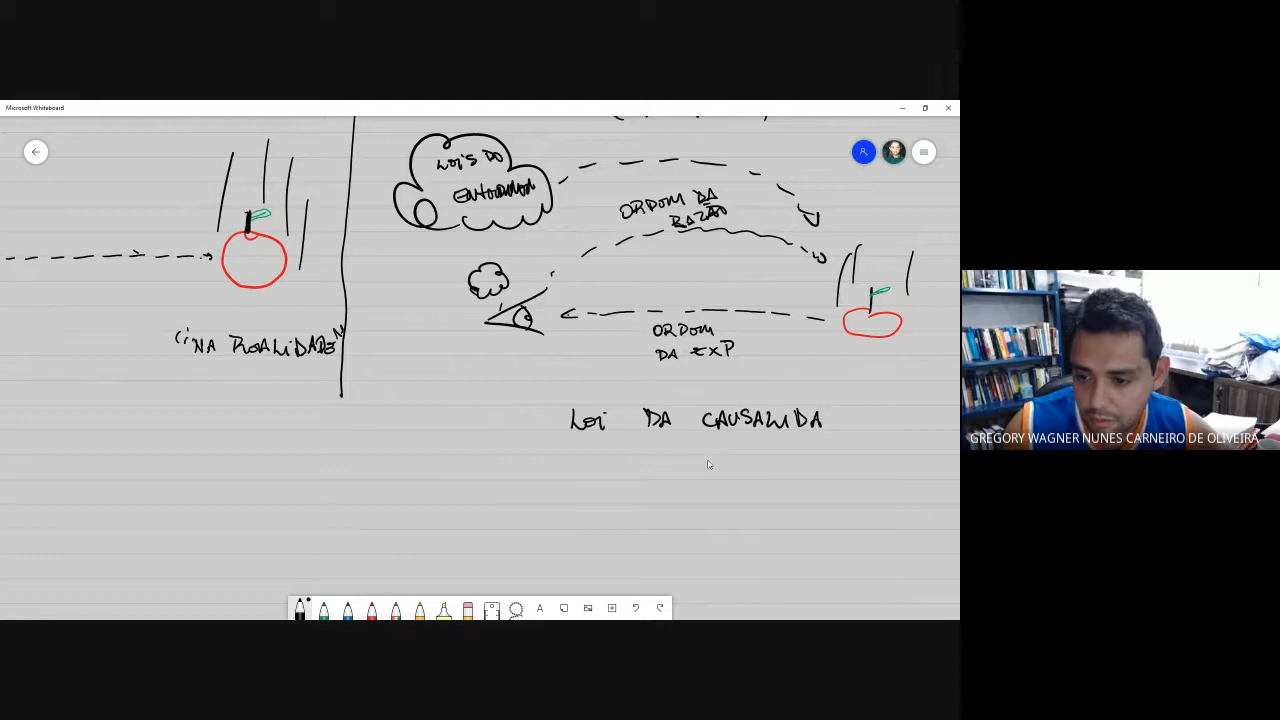 Microsoft Whiteboard
LEIS DO
ORDEM DA
RAZÃO
"NA REALIDADE"
ORDEM
DA EXP
LEI DA CAUSALIDA
A
GREGORY WAGNER NUNES CARNEIRO DE OLIVEIRA